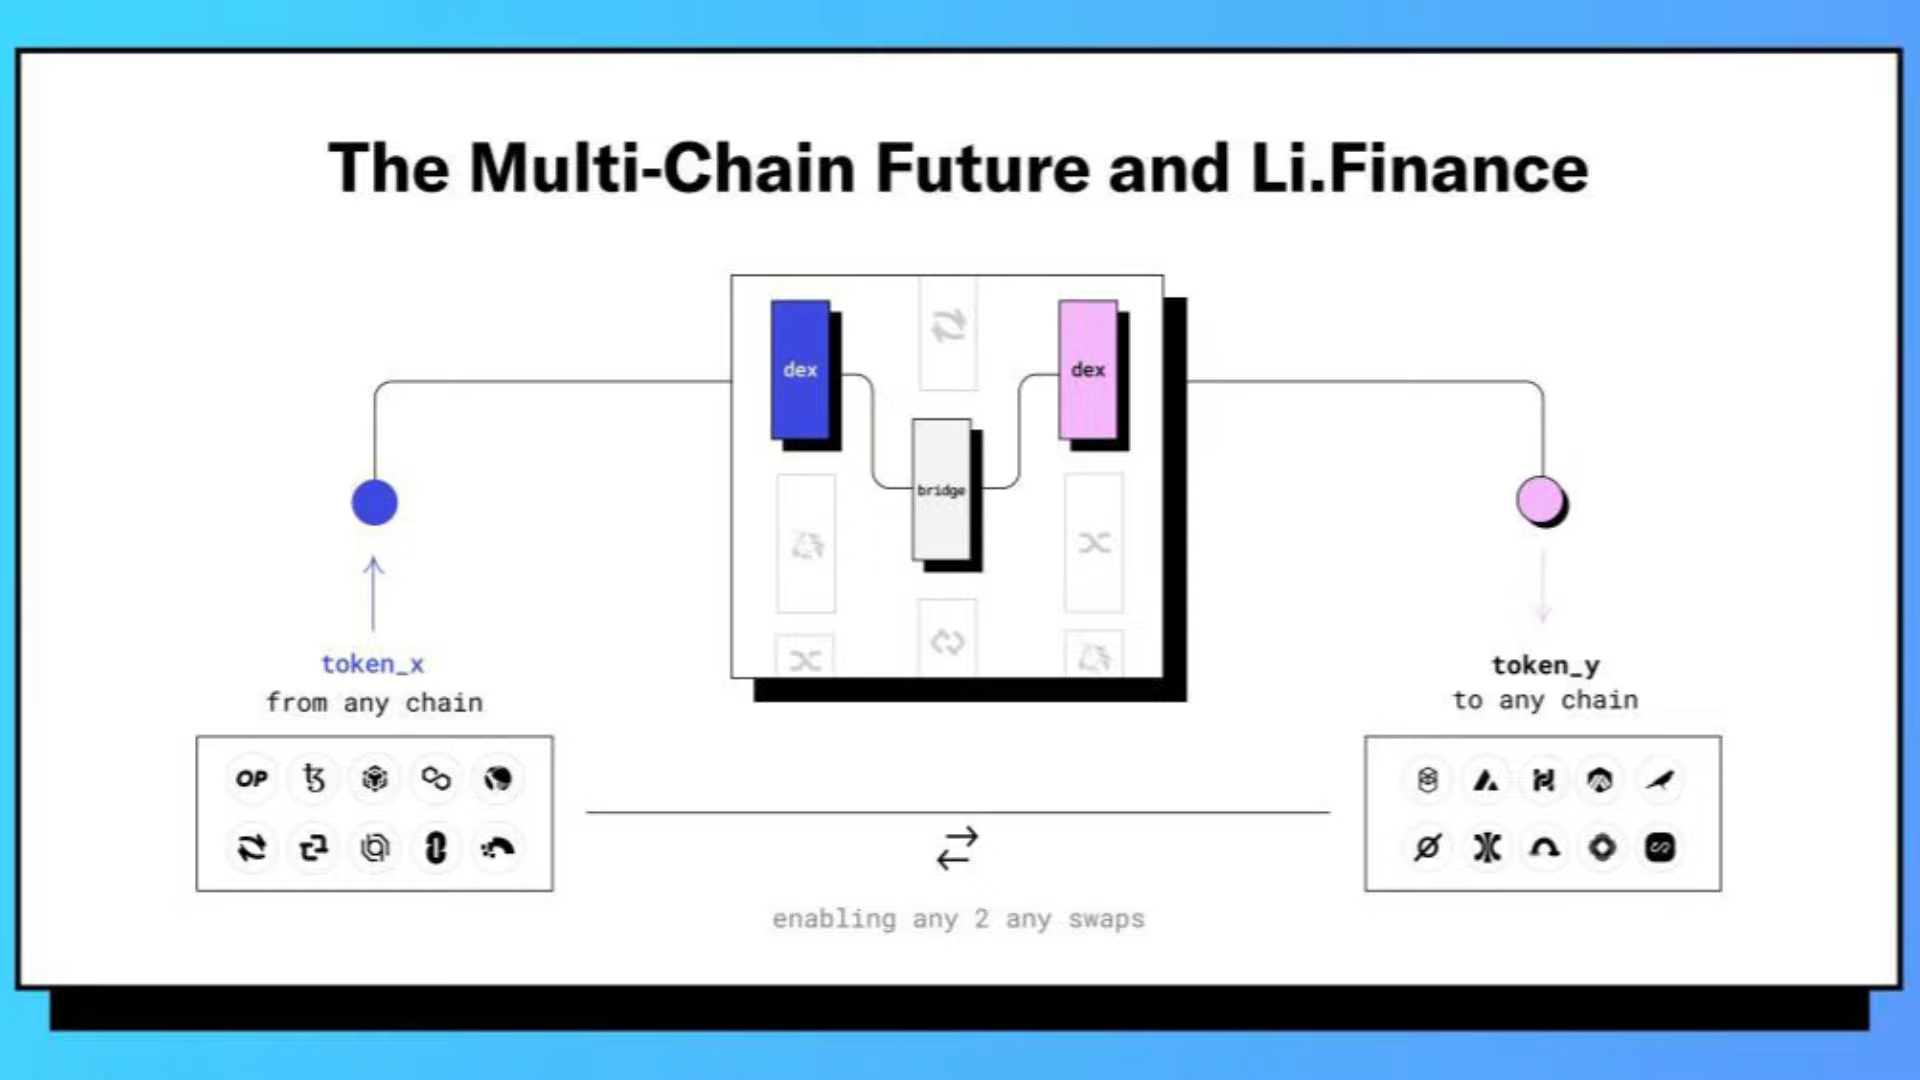 The Multi-Chain Future and Li.Finance
dex
dex
bridge
token_x
from any chain
token_y
to any chain
OP
enabling any 2 any swaps